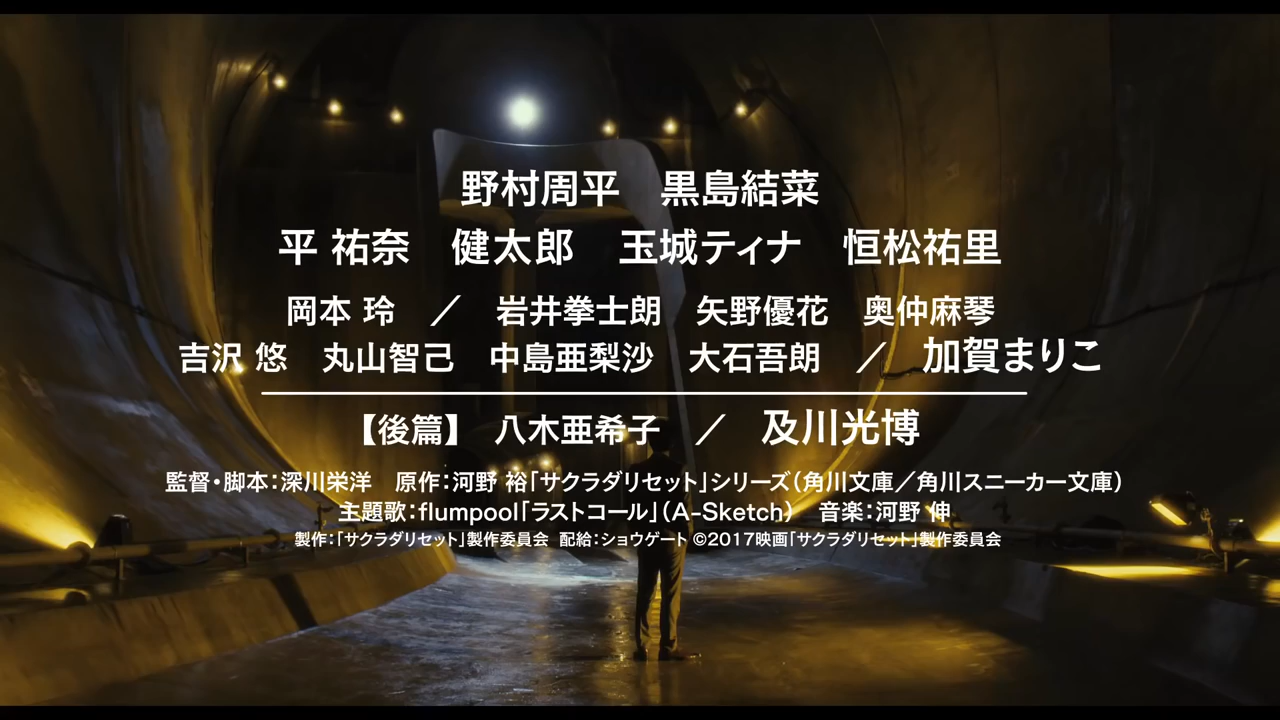 野村周平　黒島結菜
平 祐奈　健太郎　玉城ティナ　恒松祐里
岡本 玲　／　岩井拳士朗　矢野優花　奥仲麻琴
吉沢 悠　丸山智己　中島亜梨沙　大石吾朗　／　加賀まりこ
【後篇】　八木亜希子　／　及川光博
監督・脚本：深川栄洋　原作：河野 裕「サクラダリセット」シリーズ（角川文庫／角川スニーカー文庫）
主題歌：flumpool「ラストコール」（A-Sketch）　音楽：河野 伸
製作：「サクラダリセット」製作委員会　配給：ショウゲート ©2017映画「サクラダリセット」製作委員会